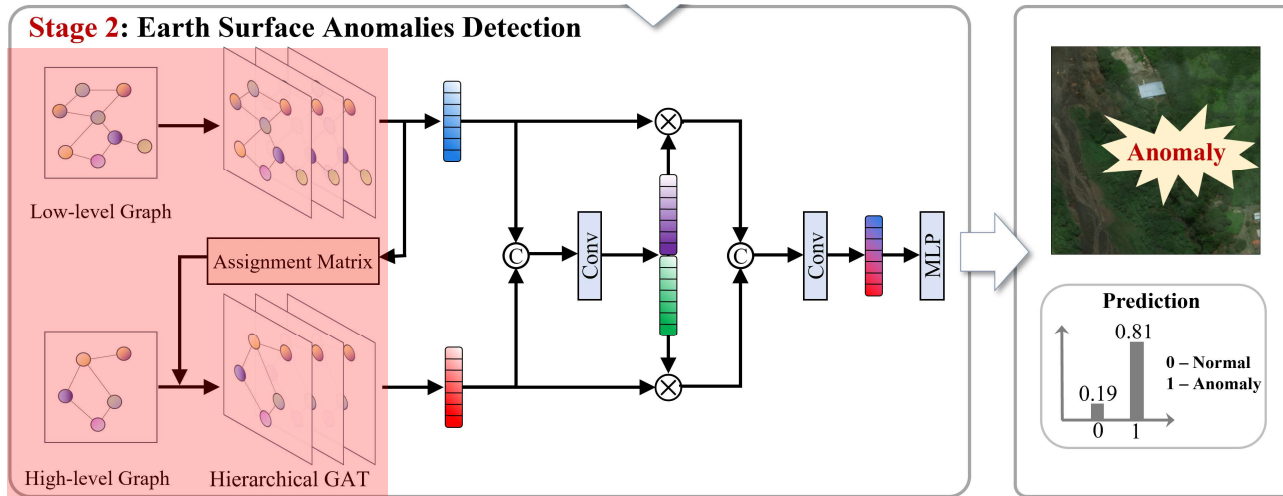 Stage 2: Earth Surface Anomalies Detection
Low-level Graph
Assignment Matrix
High-level Graph
Hierarchical GAT
C
Conv
C
Conv
MLP
Anomaly
Prediction
0.81
0.19
0 – Normal
1 – Anomaly
0 1